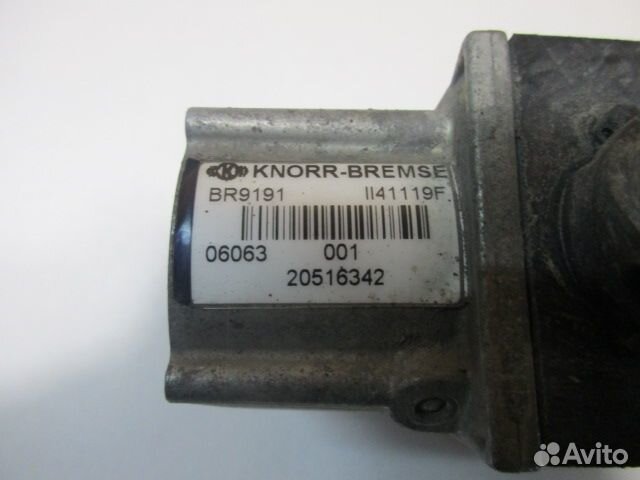 KNORR-BREMSE
BR9191 II41119F
06063 001
20516342
Avito